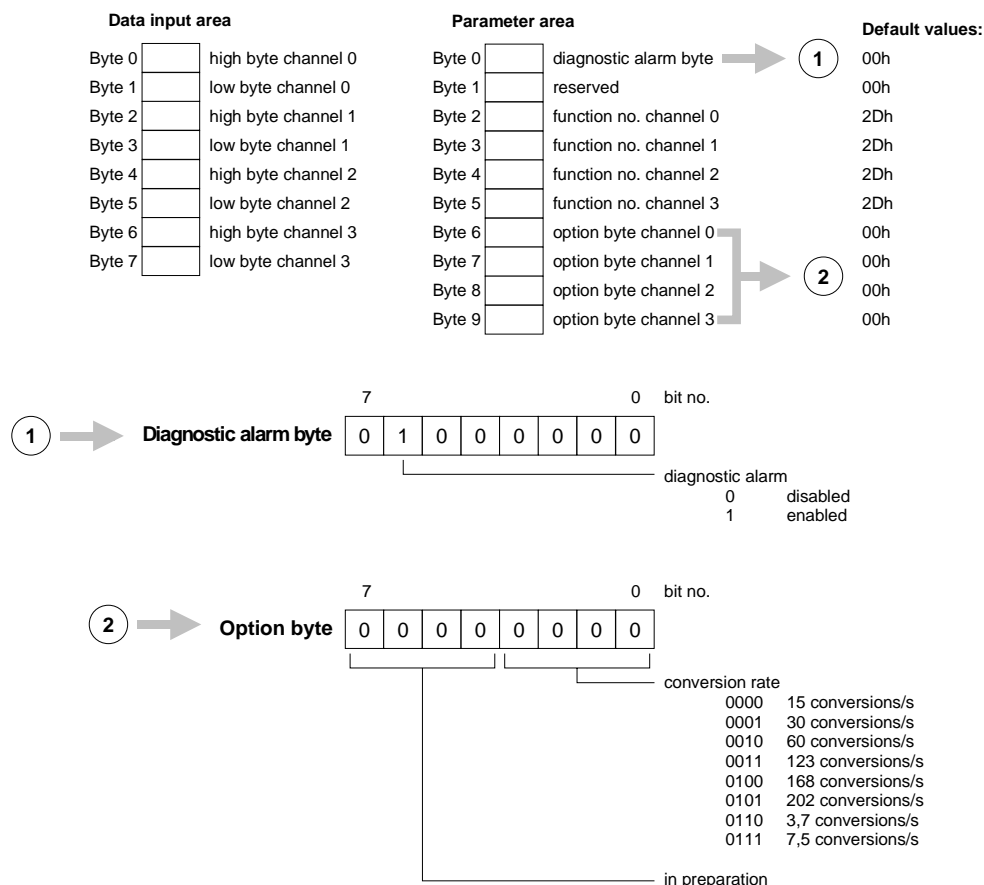 Data input area
Byte 0 high byte channel 0
Byte 1 low byte channel 0
Byte 2 high byte channel 1
Byte 3 low byte channel 1
Byte 4 high byte channel 2
Byte 5 low byte channel 2
Byte 6 high byte channel 3
Byte 7 low byte channel 3
Parameter area
Default values:
Byte 0 diagnostic alarm byte 1 00h
Byte 1 reserved 00h
Byte 2 function no. channel 0 2Dh
Byte 3 function no. channel 1 2Dh
Byte 4 function no. channel 2 2Dh
Byte 5 function no. channel 3 2Dh
Byte 6 option byte channel 0 00h
Byte 7 option byte channel 1 00h
2
Byte 8 option byte channel 2 00h
Byte 9 option byte channel 3 00h
7 0 bit no.
1 Diagnostic alarm byte 0 1 0 0 0 0 0 0
diagnostic alarm
0 disabled
1 enabled
7 0 bit no.
2 Option byte 0 0 0 0 0 0 0 0
conversion rate
0000 15 conversions/s
0001 30 conversions/s
0010 60 conversions/s
0011 123 conversions/s
0100 168 conversions/s
0101 202 conversions/s
0110 3,7 conversions/s
0111 7,5 conversions/s
in preparation